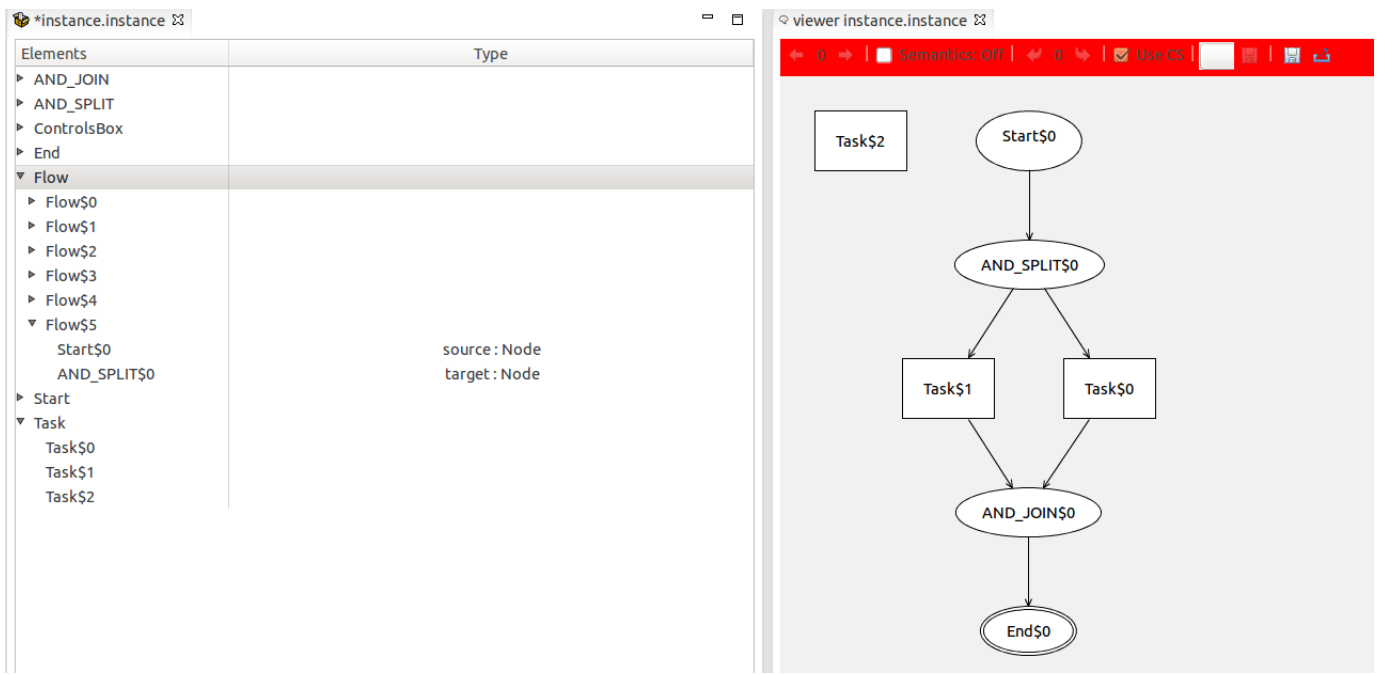 *instance.instance
Elements Type
AND_JOIN
AND_SPLIT
ControlsBox
End
Flow
Flow$0
Flow$1
Flow$2
Flow$3
Flow$4
Flow$5
Start$0 source : Node
AND_SPLIT$0 target : Node
Start
Task
Task$0
Task$1
Task$2
viewer instance.instance
0 Semantics: Off 0 Use CS
Task$2 Start$0
AND_SPLIT$0
Task$1 Task$0
AND_JOIN$0
End$0